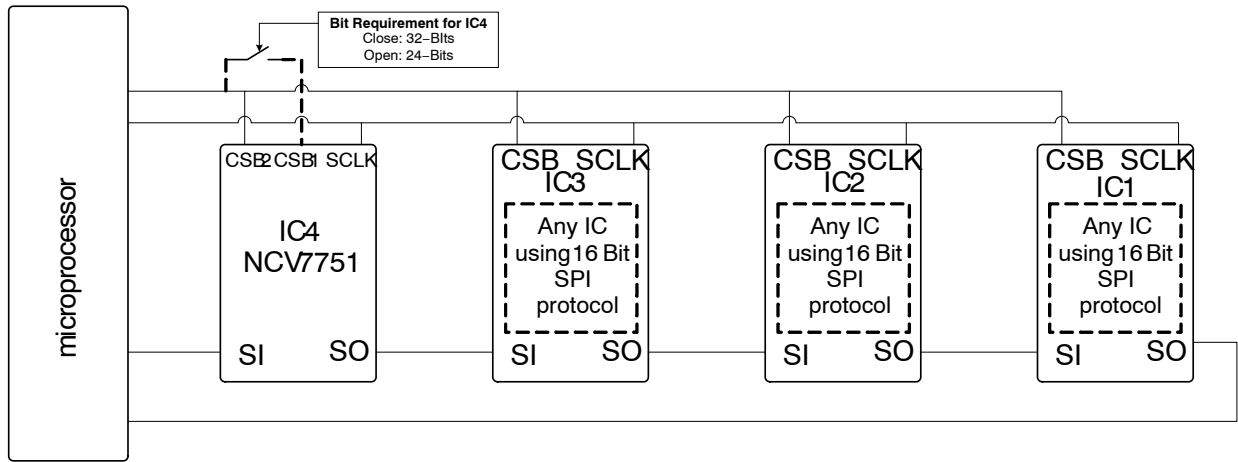 Bit Requirement for IC4
Close: 32–BIts
Open: 24–Bits
microprocessor
CSB2 CSB1 SCLK
IC4
NCV7751
SI SO
CSB SCLK
IC3
Any IC
using 16 Bit
SPI
protocol
SI SO
CSB SCLK
IC2
Any IC
using 16 Bit
SPI
protocol
SI SO
CSB SCLK
IC1
Any IC
using 16 Bit
SPI
protocol
SI SO